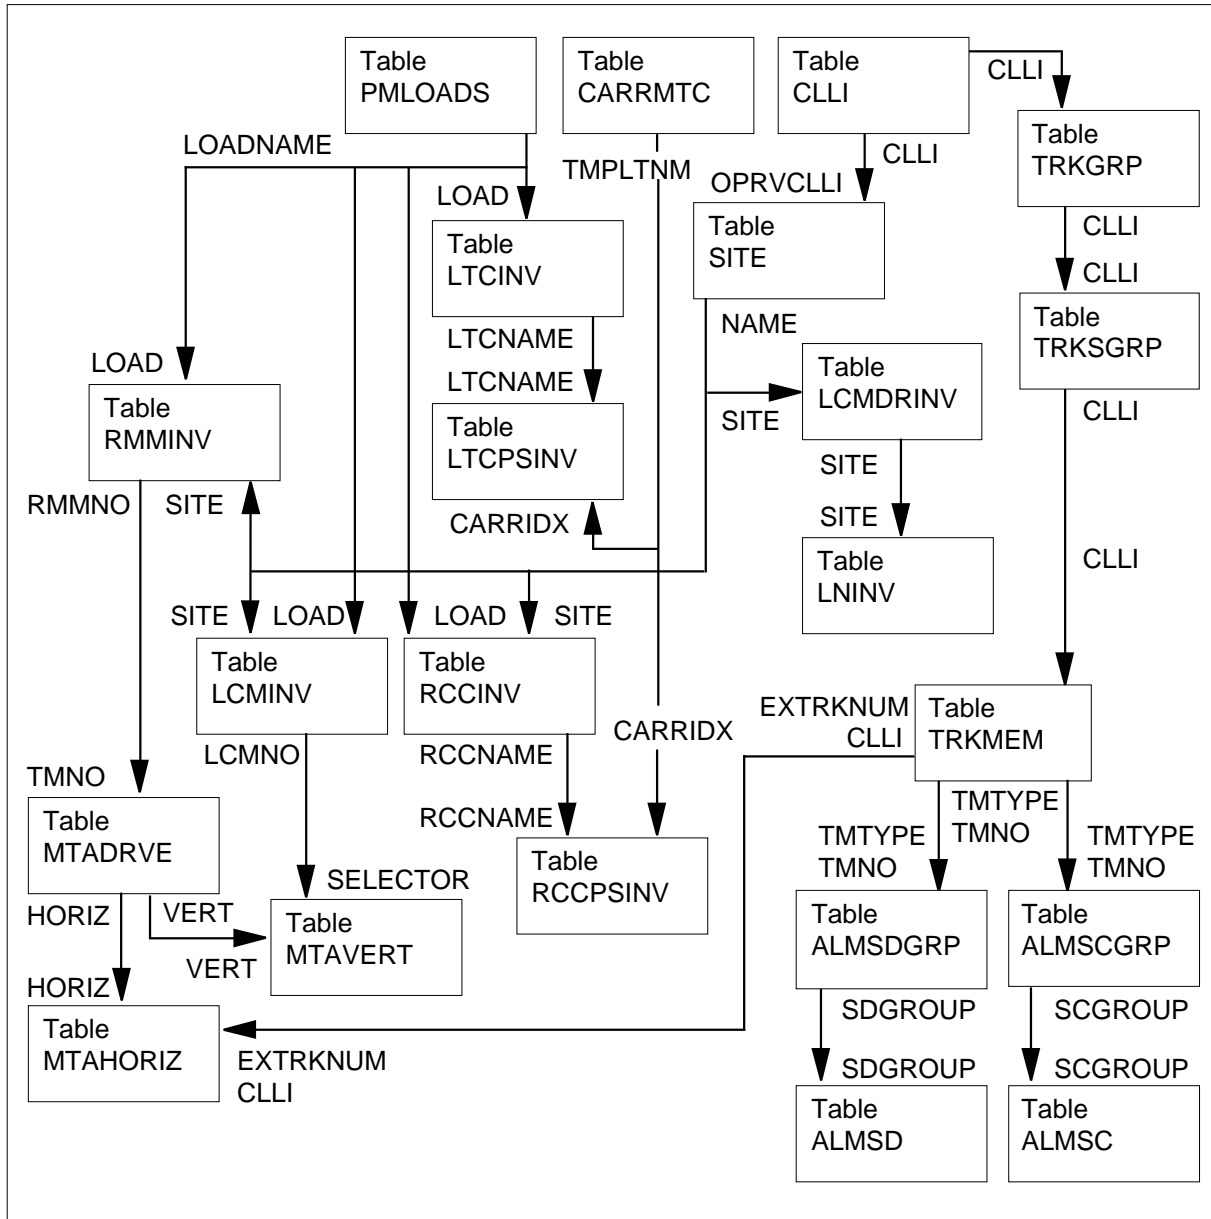 Table
PMLOADS
Table
CARRMTC
Table
CLLI
CLLI
Table
TRKGRP
LOADNAME
TMPLTNM
CLLI
OPRVCLLI
LOAD
Table
LTCINV
Table
SITE
CLLI
CLLI
Table
TRKSGRP
LTCNAME
LTCNAME
NAME
Table
LCMDRINV
SITE
LOAD
Table
RMMINV
Table
LTCPSINV
CLLI
SITE
SITE
RMMNO
SITE
CARRIDX
Table
LNINV
CLLI
SITE
LOAD
LOAD
SITE
Table
LCMINV
Table
RCCINV
EXTRKNUM
CLLI
Table
TRKMEM
CARRIDX
LCMNO
RCCNAME
TMNO
RCCNAME
Table
MTADRVE
TMTYPE
TMNO
TMTYPE
TMNO
TMTYPE
TMNO
Table
RCCPSINV
SELECTOR
HORIZ
VERT
VERT
Table
MTAVERT
Table
ALMSDGRP
Table
ALMSCGRP
HORIZ
Table
MTAHORIZ
EXTRKNUM
CLLI
SDGROUP
SCGROUP
SDGROUP
SCGROUP
Table
ALMSD
Table
ALMSC